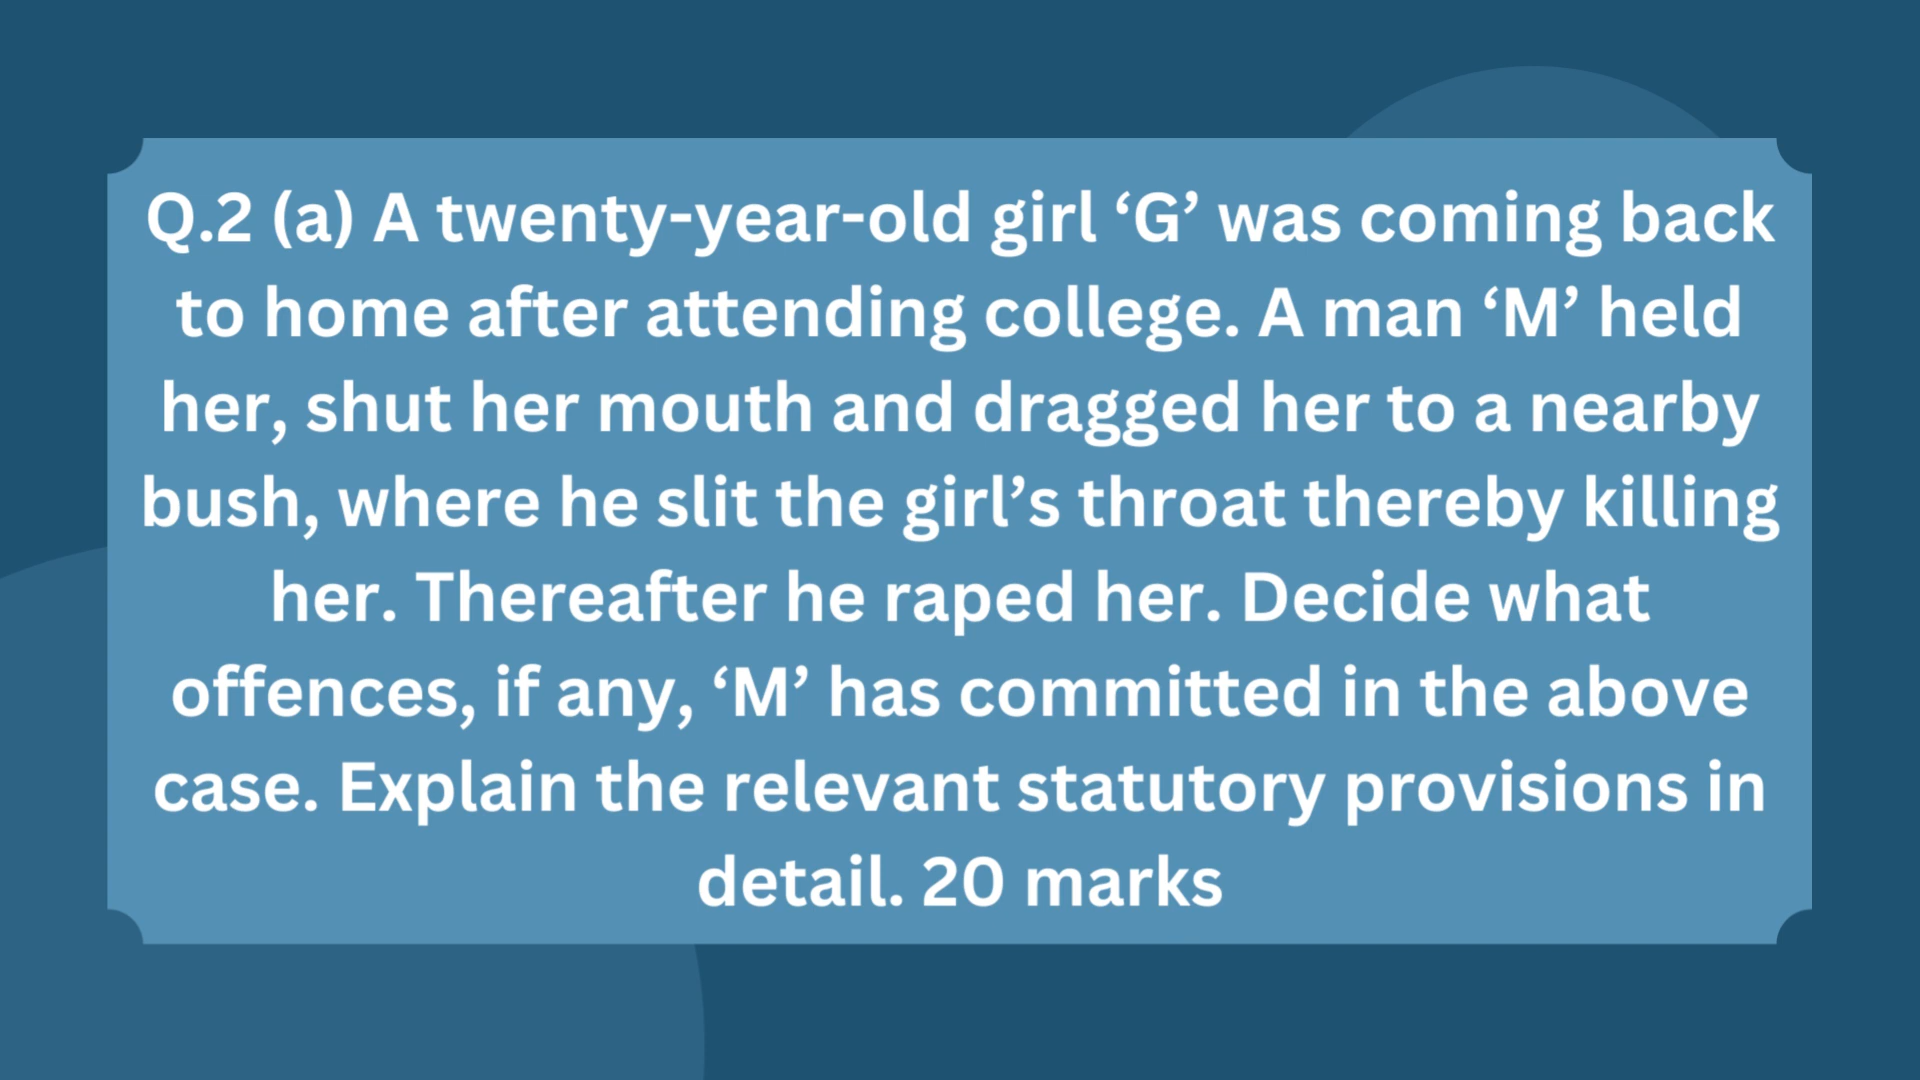 Q.2 (a) A twenty-year-old girl ‘G’ was coming back
to home after attending college. A man ‘M’ held
her, shut her mouth and dragged her to a nearby
bush, where he slit the girl’s throat thereby killing
her. Thereafter he raped her. Decide what
offences, if any, ‘M’ has committed in the above
case. Explain the relevant statutory provisions in
detail. 20 marks